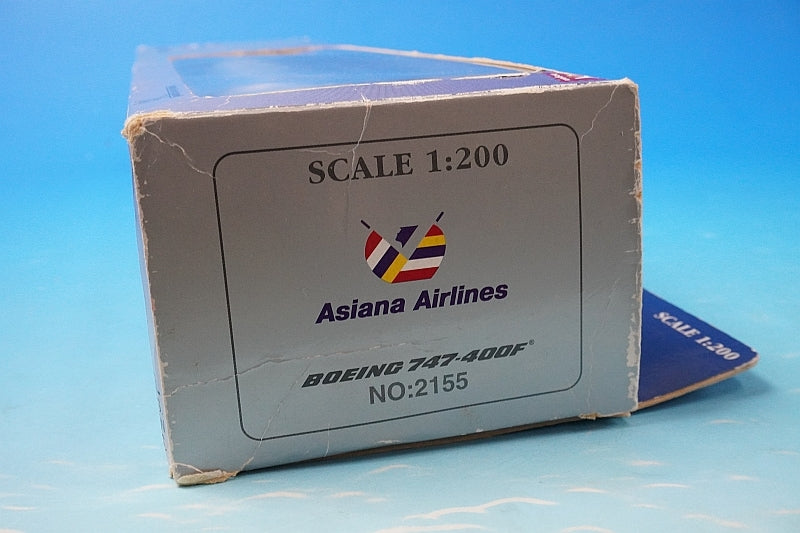 SCALE 1:200
Asiana Airlines
BOEING 747-400F®
NO:2155
SCALE 1:200